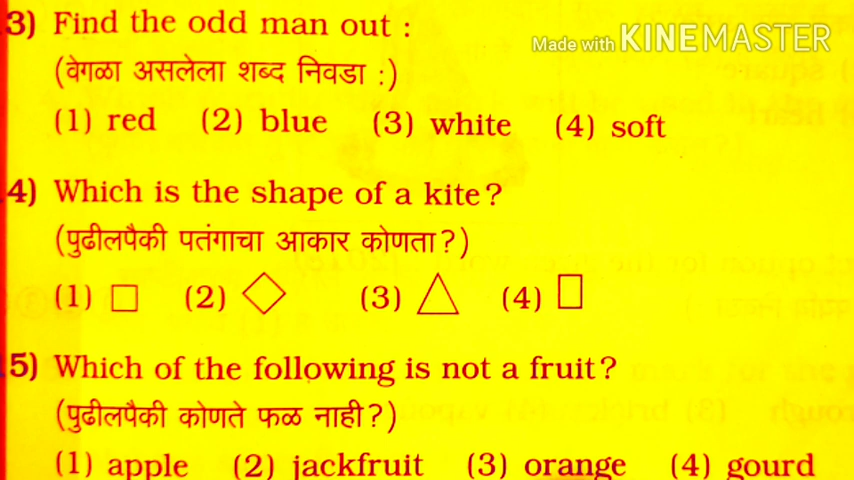 Made with KINEMASTER
3) Find the odd man out :
(वेगळा असलेला शब्द निवडा :)
(1) red (2) blue (3) white (4) soft
4) Which is the shape of a kite?
(पुढीलपैकी पतंगाचा आकार कोणता?)
(1) (2) (3) (4)
5) Which of the following is not a fruit?
(पुढीलपैकी कोणते फळ नाही?)
(1) apple (2) jackfruit (3) orange (4) gourd